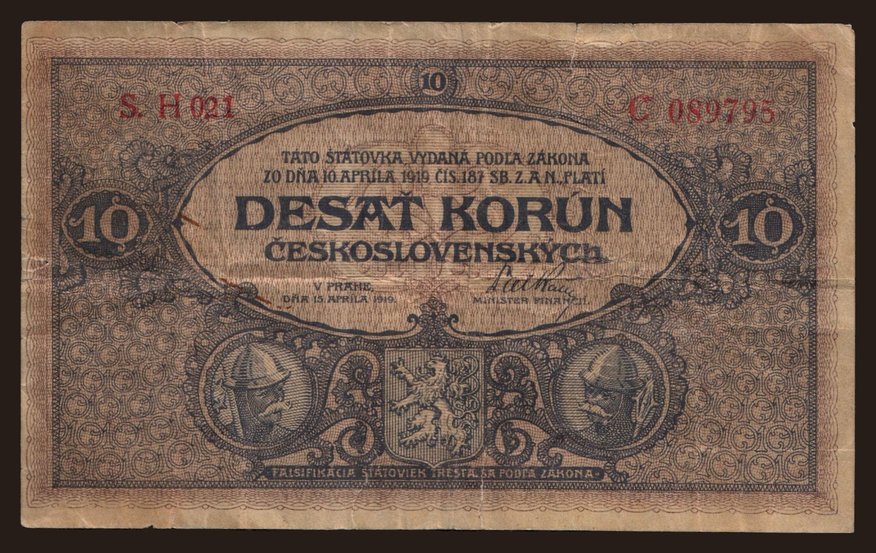 10
S. H 021 C 089795
TÁTO ŠTÁTOVKA, VYDANÁ PODĽA ZÁKONA
ZO DŇA 10. APRÍLA 1919 ČÍS. 187 SB. Z. A N., PLATÍ
10 DESAŤ KORÚN 10
ČESKOSLOVENSKÝCH.
V PRAHE,
DŇA 15. APRÍLA 1919. MINISTER FINANCIÍ.
FALSIFIKÁCIA ŠTÁTOVIEK TRESTÁ SA PODĽA ZÁKONA